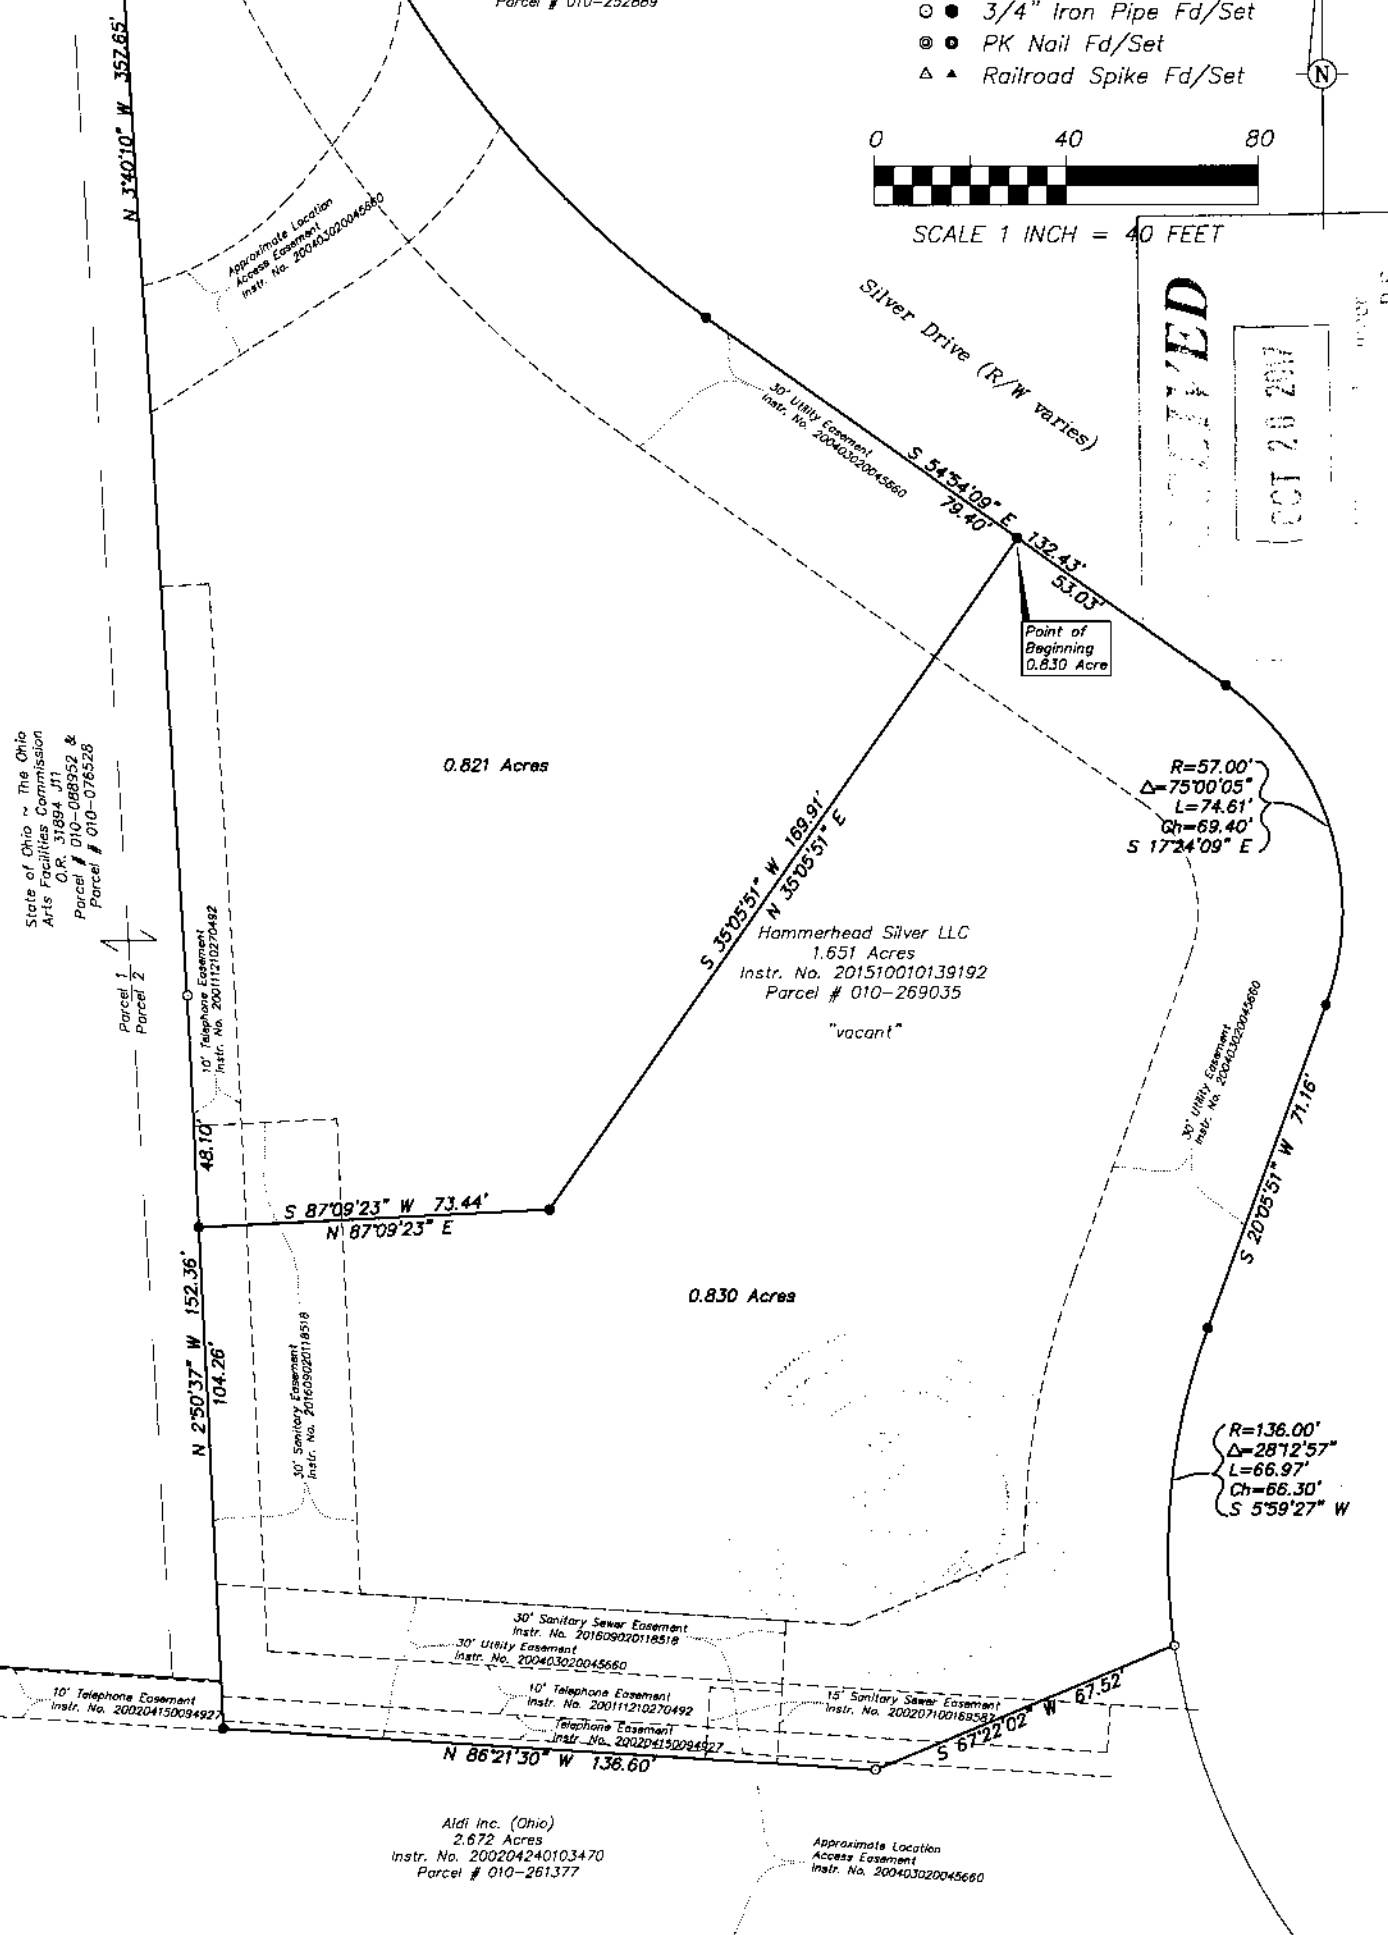 Parcel # 010-252889
3/4" Iron Pipe Fd/Set
PK Nail Fd/Set
Railroad Spike Fd/Set
N
0 40 80
SCALE 1 INCH = 40 FEET
N 3°40'10" W 357.65'
Approximate Location
Access Easement
Instr. No. 200403020045660
Silver Drive (R/W varies)
OCT 26
30' Utility Easement
Instr. No. 200403020045660
S 54°54'09" E
79.40'
132.43'
53.03'
Point of
Beginning
0.830 Acre
0.821 Acres
R=57.00'
Δ=75°00'05"
L=74.61'
Ch=69.40'
S 17°24'09" E
State of Ohio ~ The Ohio
Arts Facilities Commission
O.R. 31894 J11
Parcel # 010-088952 &
Parcel # 010-076528
Parcel 1
Parcel 2
10' Telephone Easement
Instr. No. 200111210270492
S 35°05'51" W 169.91'
N 35°05'51" E
Hammerhead Silver LLC
1.651 Acres
Instr. No. 201510010139192
Parcel # 010-269035
"vacant"
30' Utility Easement
Instr. No. 200403020045660
S 20°05'51" W 71.16'
48.10'
S 87°09'23" W 73.44'
N 87°09'23" E
N 2°50'37" W 152.36'
104.26'
30' Sanitary Easement
Instr. No. 201609020118518
0.830 Acres
R=136.00'
Δ=28°12'57"
L=66.97'
Ch=66.30'
S 5°59'27" W
30' Sanitary Sewer Easement
Instr. No. 201609020118518
30' Utility Easement
Instr. No. 200403020045660
10' Telephone Easement
Instr. No. 200204150094927
10' Telephone Easement
Instr. No. 200111210270492
15' Sanitary Sewer Easement
Instr. No. 200207100169583
Telephone Easement
Instr. No. 200204150094927
S 67°22'02" W 67.52'
N 86°21'30" W 136.60'
Aldi Inc. (Ohio)
2.672 Acres
Instr. No. 200204240103470
Parcel # 010-261377
Approximate Location
Access Easement
Instr. No. 200403020045660